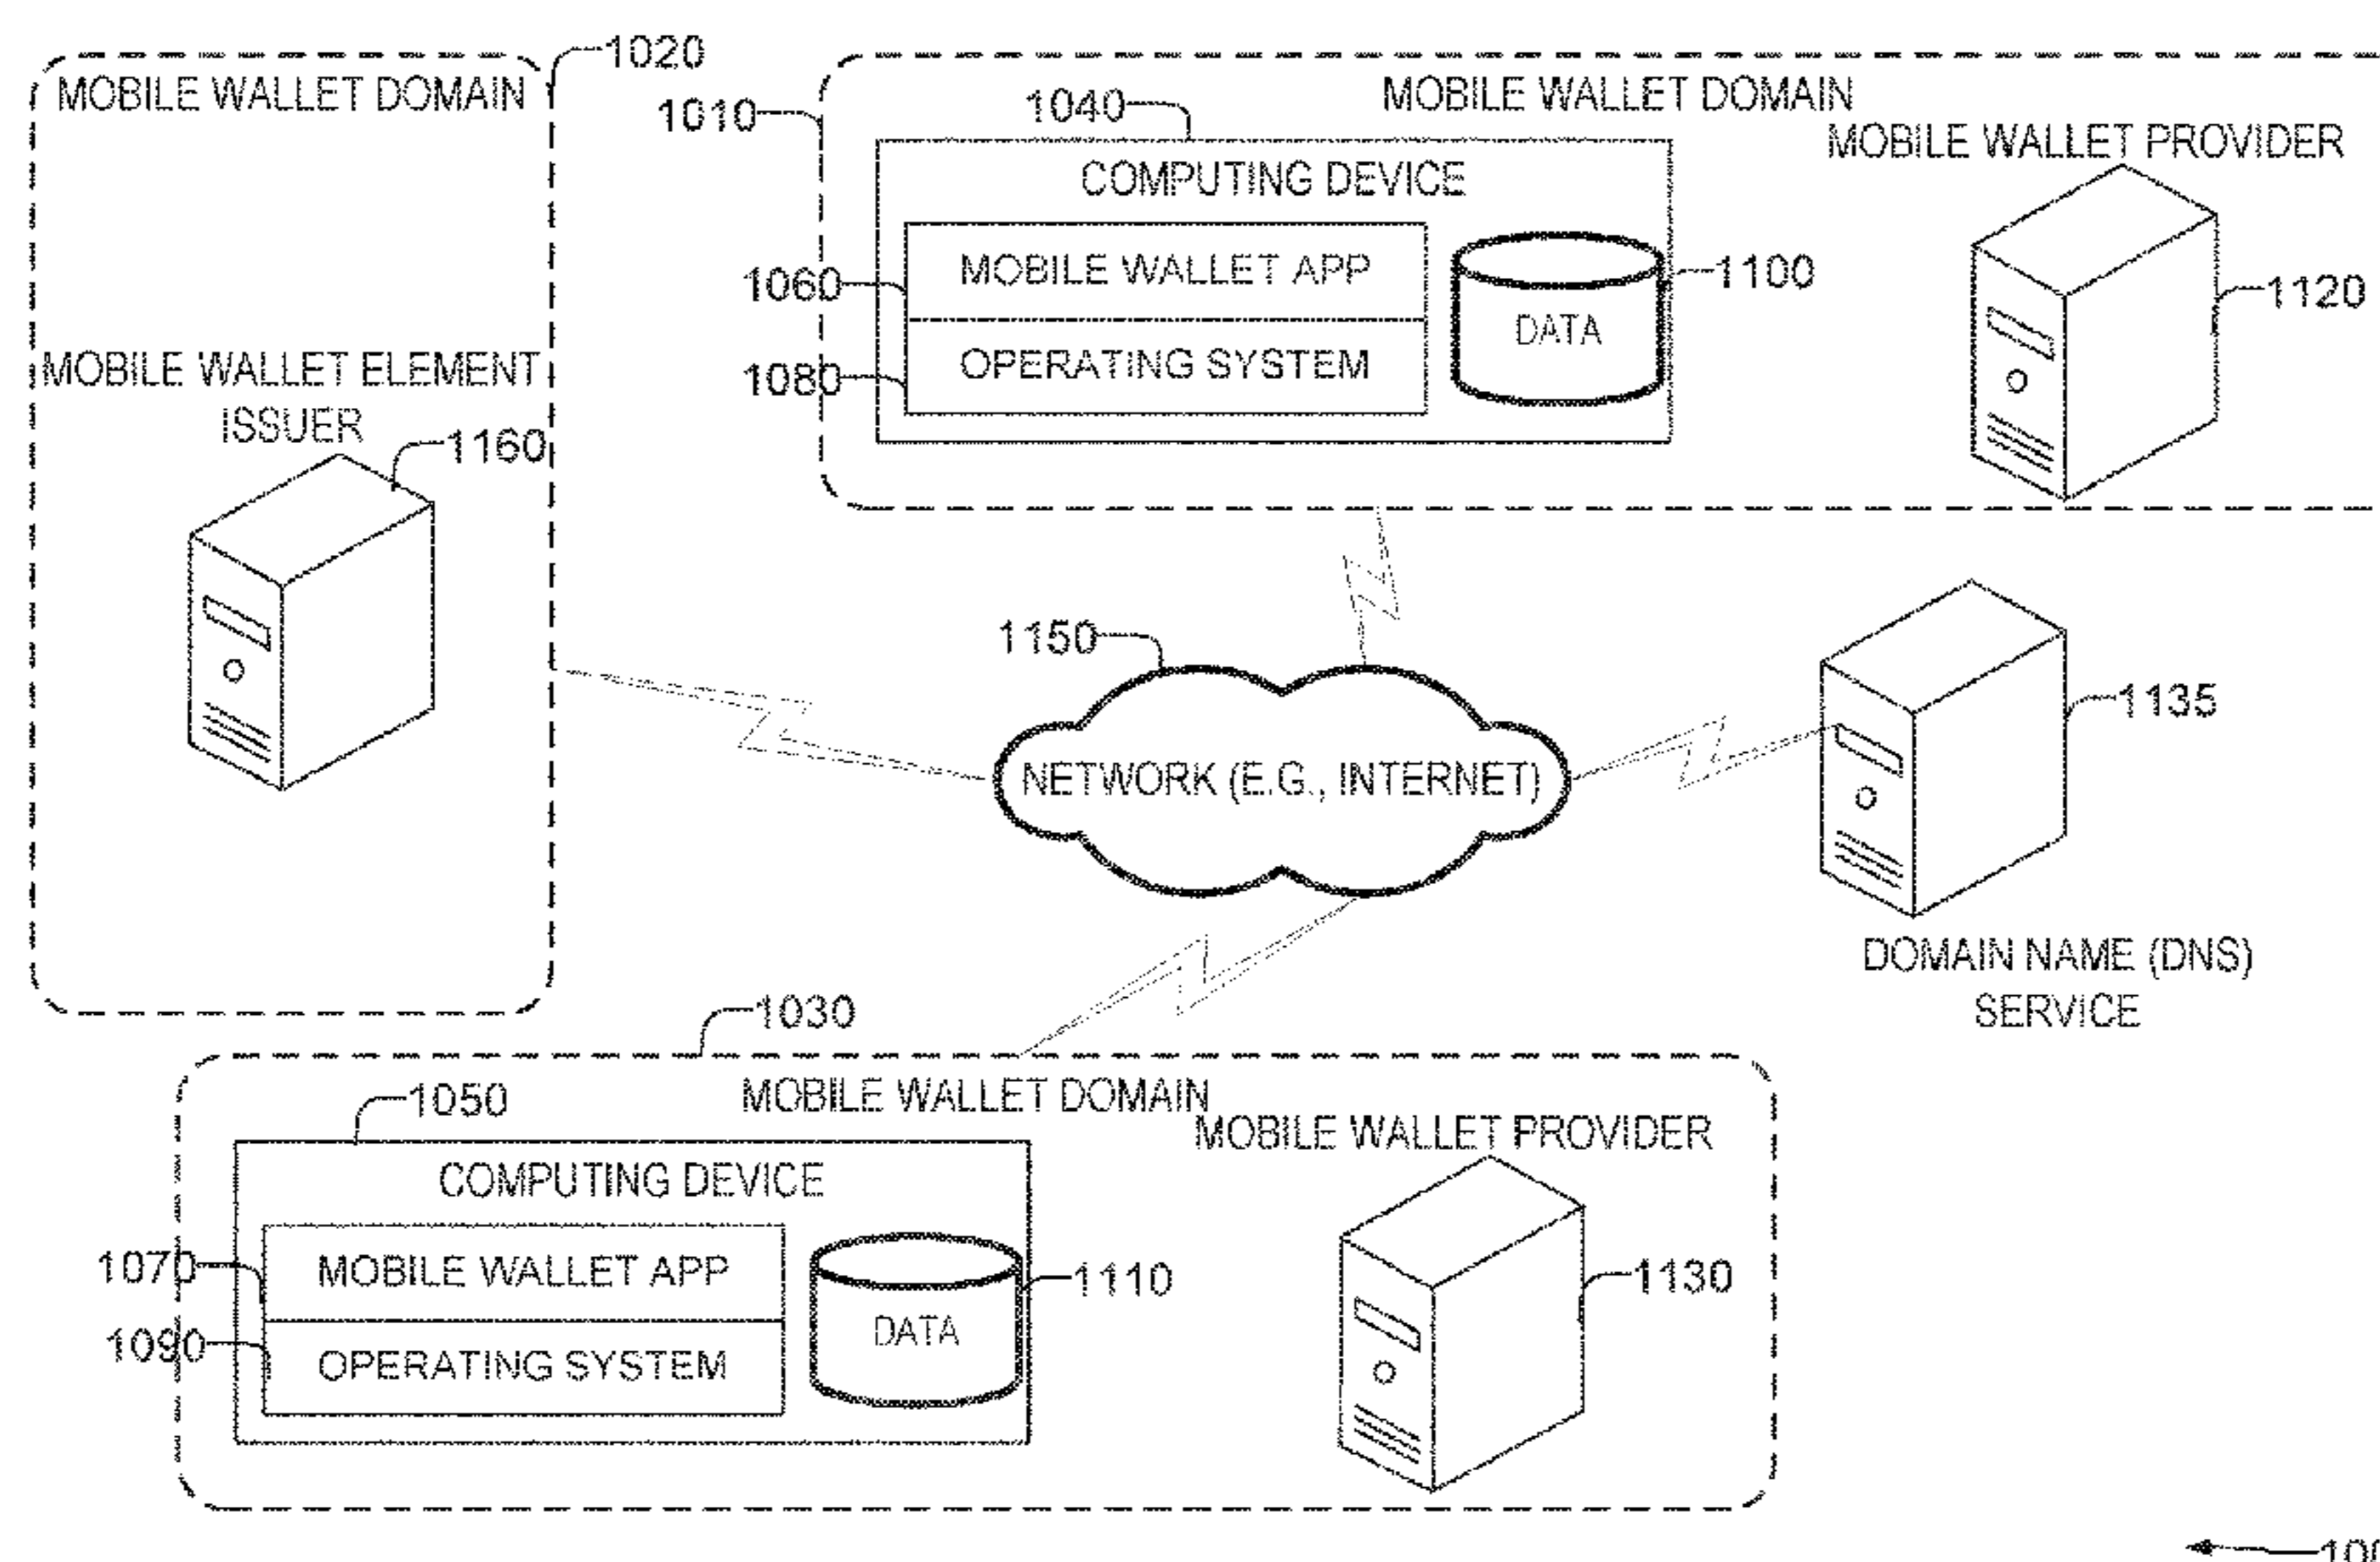 1020
MOBILE WALLET DOMAIN
MOBILE WALLET ELEMENT
ISSUER
1160
1010
MOBILE WALLET DOMAIN
1040
MOBILE WALLET PROVIDER
COMPUTING DEVICE
MOBILE WALLET APP
1060
1100
1120
DATA
OPERATING SYSTEM
1080
1150
NETWORK (E.G., INTERNET)
1135
DOMAIN NAME (DNS)
SERVICE
1030
MOBILE WALLET DOMAIN
1050
MOBILE WALLET PROVIDER
COMPUTING DEVICE
MOBILE WALLET APP
1070
1110
1130
DATA
OPERATING SYSTEM
1090